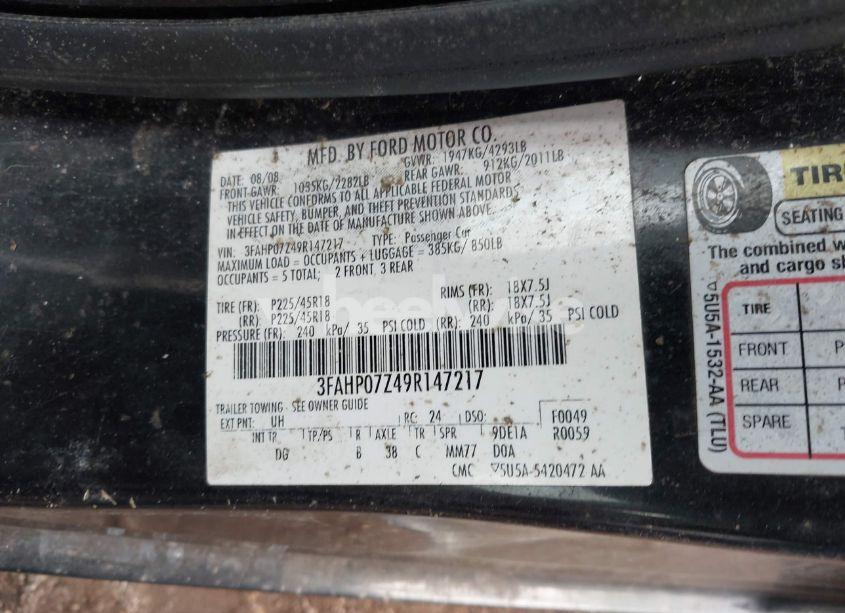 MFD. BY FORD MOTOR CO.
DATE: 08/08 GVWR: 1947KG/4293LB
FRONT GAWR: 1035KG/2282LB REAR GAWR: 912KG/2011LB
THIS VEHICLE CONFORMS TO ALL APPLICABLE FEDERAL MOTOR
VEHICLE SAFETY, BUMPER, AND THEFT PREVENTION STANDARDS
IN EFFECT ON THE DATE OF MANUFACTURE SHOWN ABOVE.
VIN: 3FAHP07Z49R147217 TYPE: Passenger Car
MAXIMUM LOAD = OCCUPANTS + LUGGAGE = 385KG/ 850LB
OCCUPANTS = 5 TOTAL; 2 FRONT, 3 REAR
TIRE (FR): P225/45R18 RIMS (FR): 18X7.5J
(RR): P225/45R18 (RR): 18X7.5J
PRESSURE (FR): 240 kPa/ 35 PSI COLD (RR): 240 kPa/ 35 PSI COLD
3FAHP07Z49R147217
TRAILER TOWING - SEE OWNER GUIDE
EXT PNT: UH RC: 24 DSO: F0049
INT TR TP/PS R AXLE TR SPR 9DE1A R0059
DG B 38 C MM77 DOA
CMC 5U5A-5420472 AA
5U5A-1532-AA (TLU)
TIR
SEATING
The combined w
and cargo sh
TIRE
FRONT P
REAR
SPARE